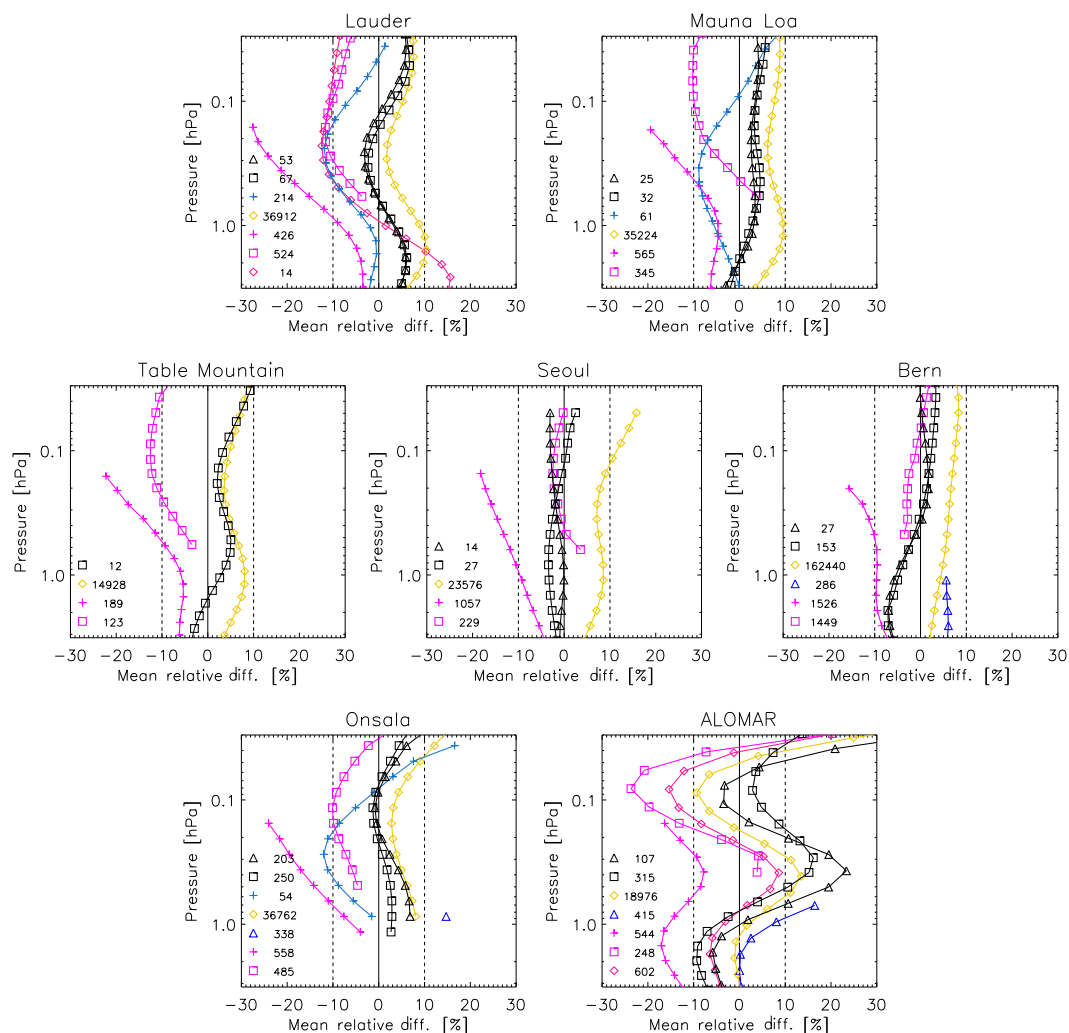 Lauder
Mauna Loa
Pressure [hPa]
0.1
1.0
53
67
214
36912
426
524
14
−30 −20 −10 0 10 20 30
Mean relative diff. [%]
Pressure [hPa]
0.1
1.0
25
32
61
35224
565
345
−30 −20 −10 0 10 20 30
Mean relative diff. [%]
Table Mountain
Seoul
Bern
Pressure [hPa]
0.1
1.0
12
14928
189
123
−30 −20 −10 0 10 20 30
Mean relative diff. [%]
Pressure [hPa]
0.1
1.0
14
27
23576
1057
229
−30 −20 −10 0 10 20 30
Mean relative diff. [%]
Pressure [hPa]
0.1
1.0
27
153
162440
286
1526
1449
−30 −20 −10 0 10 20 30
Mean relative diff. [%]
Onsala
ALOMAR
Pressure [hPa]
0.1
1.0
203
250
54
36762
338
558
485
−30 −20 −10 0 10 20 30
Mean relative diff. [%]
Pressure [hPa]
0.1
1.0
107
315
18976
415
544
248
602
−30 −20 −10 0 10 20 30
Mean relative diff. [%]